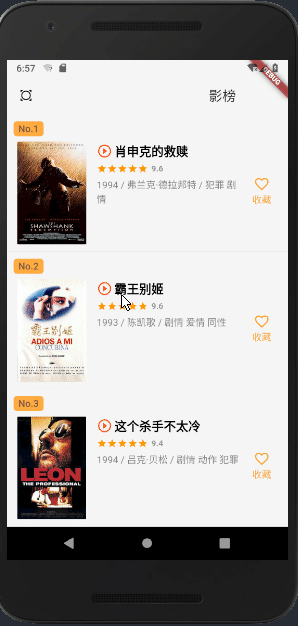 6:57
DEBUG
影榜
No.1
肖申克的救赎
9.6
1994 / 弗兰克·德拉邦特 / 犯罪 剧
情
收藏
THE
SHAWSHANK
REDEMPTION
No.2
霸王别姬
9.6
1993 / 陈凯歌 / 剧情 爱情 同性
收藏
霸王别姬
ADIOS A MI
CONCUBINA
No.3
这个杀手不太冷
9.4
1994 / 吕克·贝松 / 剧情 动作 犯罪
收藏
LEON
THE PROFESSIONAL